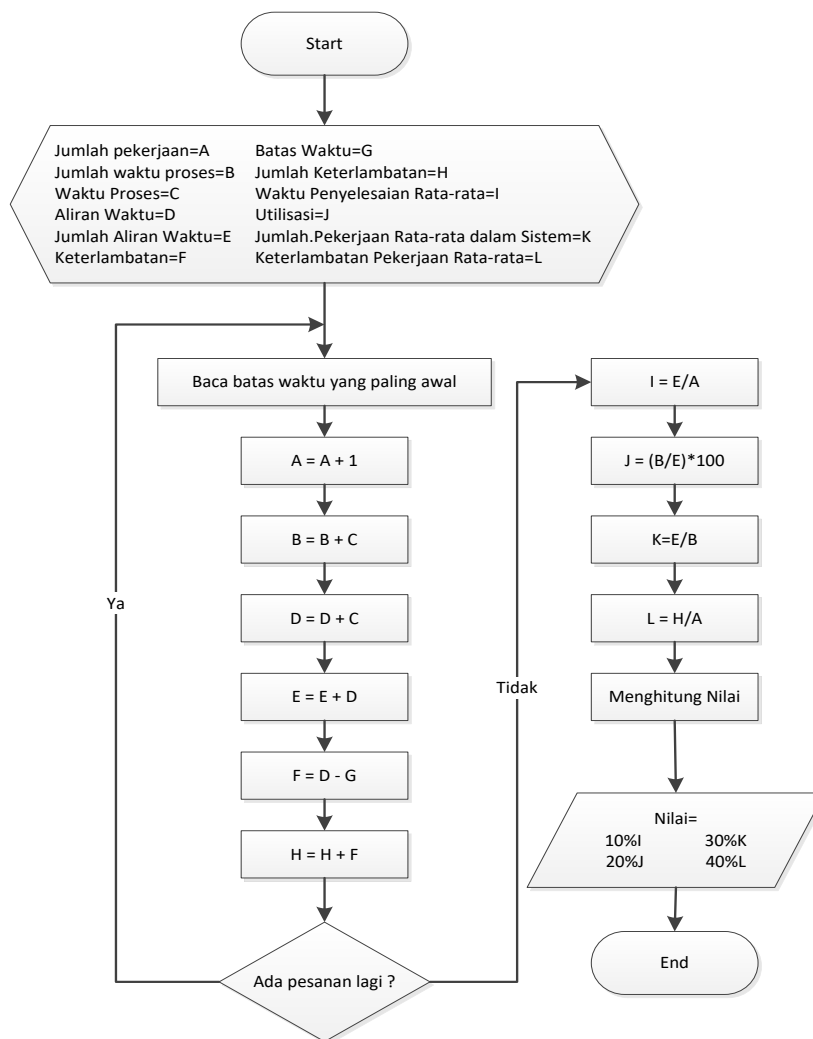 Start
Jumlah pekerjaan=A
Jumlah waktu proses=B
Waktu Proses=C
Aliran Waktu=D
Jumlah Aliran Waktu=E
Keterlambatan=F
Batas Waktu=G
Jumlah Keterlambatan=H
Waktu Penyelesaian Rata-rata=I
Utilisasi=J
Jumlah.Pekerjaan Rata-rata dalam Sistem=K
Keterlambatan Pekerjaan Rata-rata=L
Baca batas waktu yang paling awal
A = A + 1
B = B + C
D = D + C
E = E + D
F = D - G
H = H + F
Ada pesanan lagi ?
Ya
Tidak
I = E/A
J = (B/E)*100
K=E/B
L = H/A
Menghitung Nilai
Nilai=
10%I 30%K
20%J 40%L
End